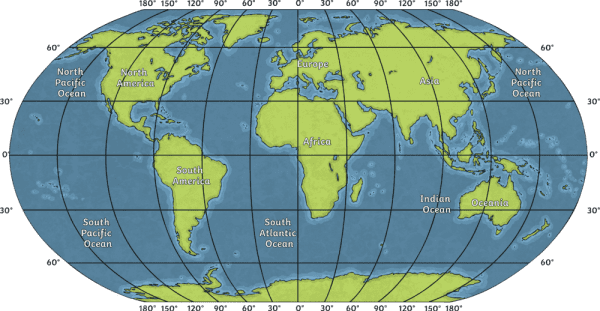 180° 150° 120° 90° 60° 30° 0° 30° 60° 90° 120° 150° 180°
60° 60°
North
Pacific
Ocean
North
America
Europe
Asia
North
Pacific
Ocean
30° 30°
Africa
0° 0°
South
America
Indian
Ocean
Oceania
30° 30°
South
Pacific
Ocean
South
Atlantic
Ocean
60° 60°
180° 150° 120° 90° 60° 30° 0° 30° 60° 90° 120° 150° 180°